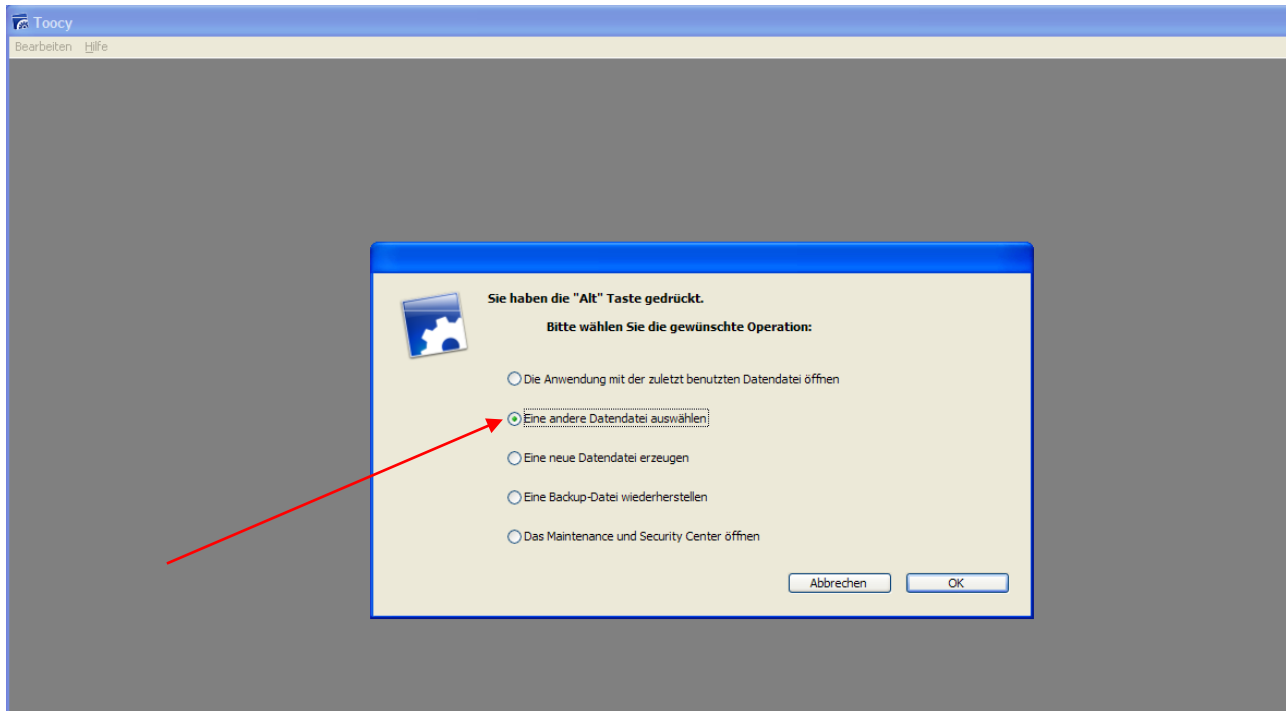 Toocy
Bearbeiten Hilfe
Sie haben die "Alt" Taste gedrückt.
Bitte wählen Sie die gewünschte Operation:
Die Anwendung mit der zuletzt benutzten Datendatei öffnen
Eine andere Datendatei auswählen
Eine neue Datendatei erzeugen
Eine Backup-Datei wiederherstellen
Das Maintenance und Security Center öffnen
Abbrechen OK